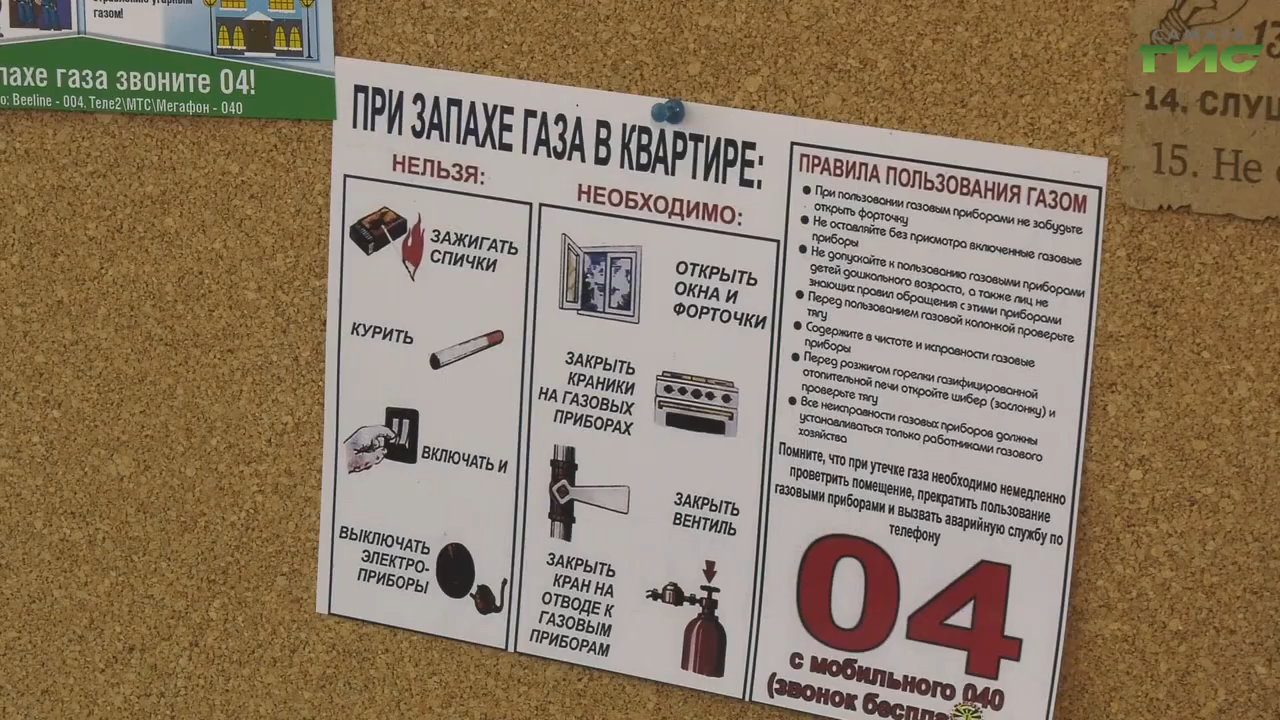 газом!
пахе газа звоните 04!
о: Beeline - 004, Теле2\МТС\Мегафон - 040
ПРИ ЗАПАХЕ ГАЗА В КВАРТИРЕ:
НЕЛЬЗЯ:
ЗАЖИГАТЬ
СПИЧКИ
КУРИТЬ
ВКЛЮЧАТЬ И
ВЫКЛЮЧАТЬ
ЭЛЕКТРО-
ПРИБОРЫ
НЕОБХОДИМО:
ОТКРЫТЬ
ОКНА И
ФОРТОЧКИ
ЗАКРЫТЬ
КРАНИКИ
НА ГАЗОВЫХ
ПРИБОРАХ
ЗАКРЫТЬ
ВЕНТИЛЬ
ЗАКРЫТЬ
КРАН НА
ОТВОДЕ К
ГАЗОВЫМ
ПРИБОРАМ
ПРАВИЛА ПОЛЬЗОВАНИЯ ГАЗОМ
● При пользовании газовым приборами не забудьте
открыть форточку
● Не оставляйте без присмотра включенные газовые
приборы
● Не допускайте к пользованию газовыми приборами
детей дошкольного возраста, а также лиц не
знающих правил обращения с этими приборами
● Перед пользованием газовой колонкой проверьте
тягу
● Содержите в чистоте и исправности газовые
приборы
● Перед розжигом горелки газифицированной
отопительной печи откройте шибер (заслонку) и
проверьте тягу
● Все неисправности газовых приборов должны
устанавливаться только работниками газового
хозяйства
Помните, что при утечке газа необходимо немедленно
проветрить помещение, прекратить пользование
газовыми приборами и вызвать аварийную службу по
телефону
04
с мобильного 040
(звонок беспла
САМАРА
ГИС
13
14. СЛУШ
15. Не